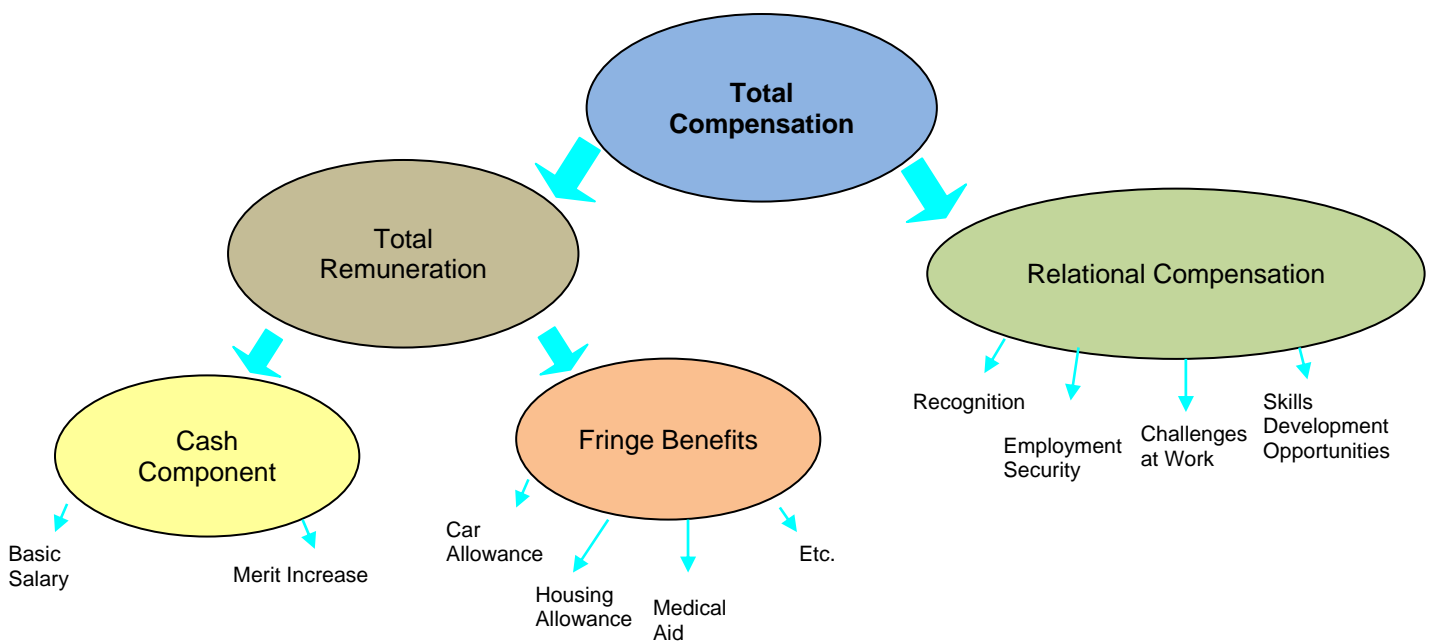 Total
Compensation
Total
Remuneration
Relational Compensation
Cash
Component
Fringe Benefits
Recognition
Employment
Security
Challenges
at Work
Skills
Development
Opportunities
Basic
Salary
Merit Increase
Car
Allowance
Housing
Allowance
Medical
Aid
Etc.